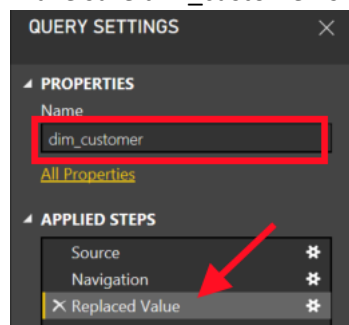 QUERY SETTINGS
PROPERTIES
Name
dim_customer
All Properties
APPLIED STEPS
Source
Navigation
Replaced Value